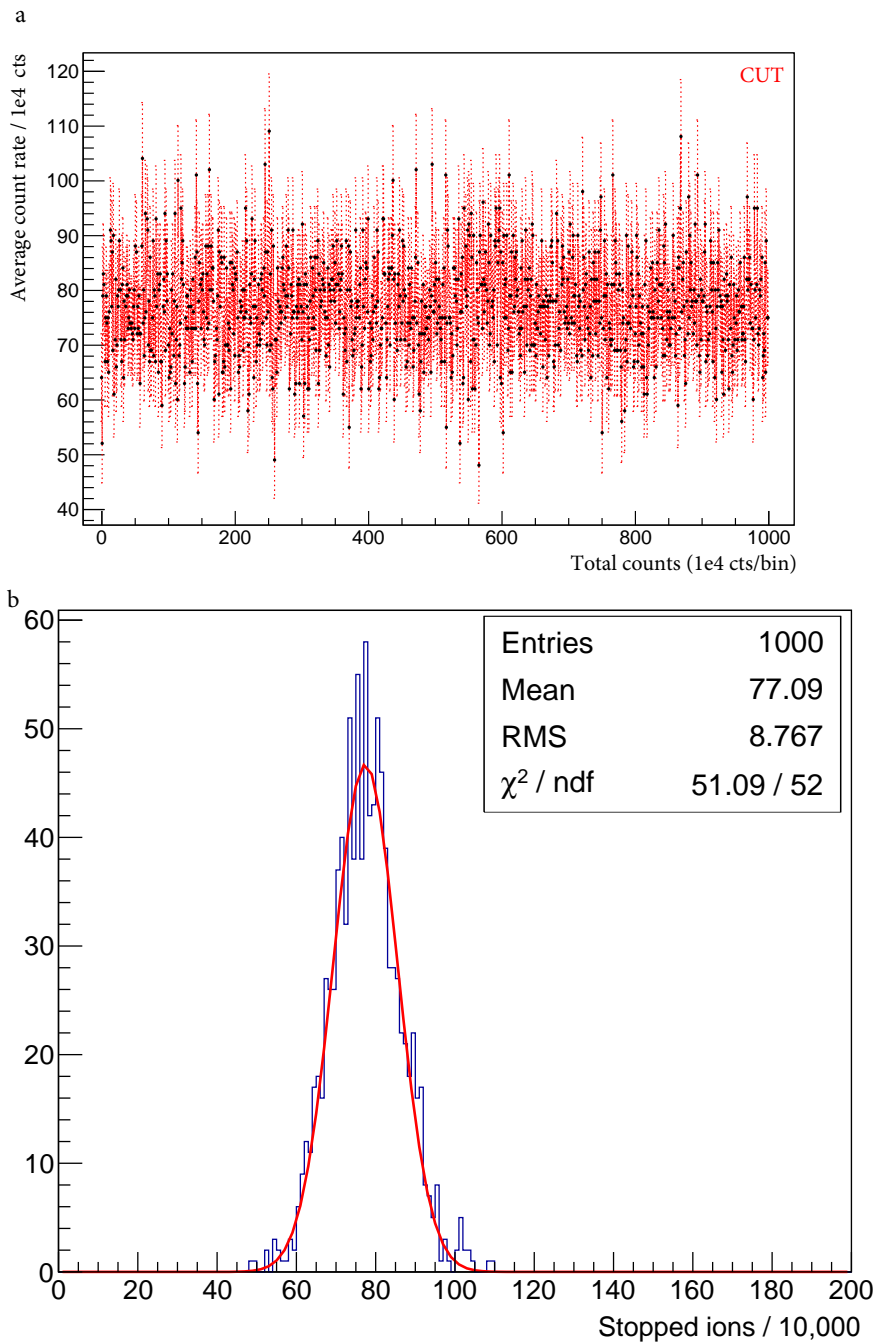 a
Average count rate / 1e4 cts
CUT
120
110
100
90
80
70
60
50
40
0 200 400 600 800 1000
Total counts (1e4 cts/bin)
b
60
50
40
30
20
10
0
Entries 1000
Mean 77.09
RMS 8.767
χ² / ndf 51.09 / 52
0 20 40 60 80 100 120 140 160 180 200
Stopped ions / 10,000